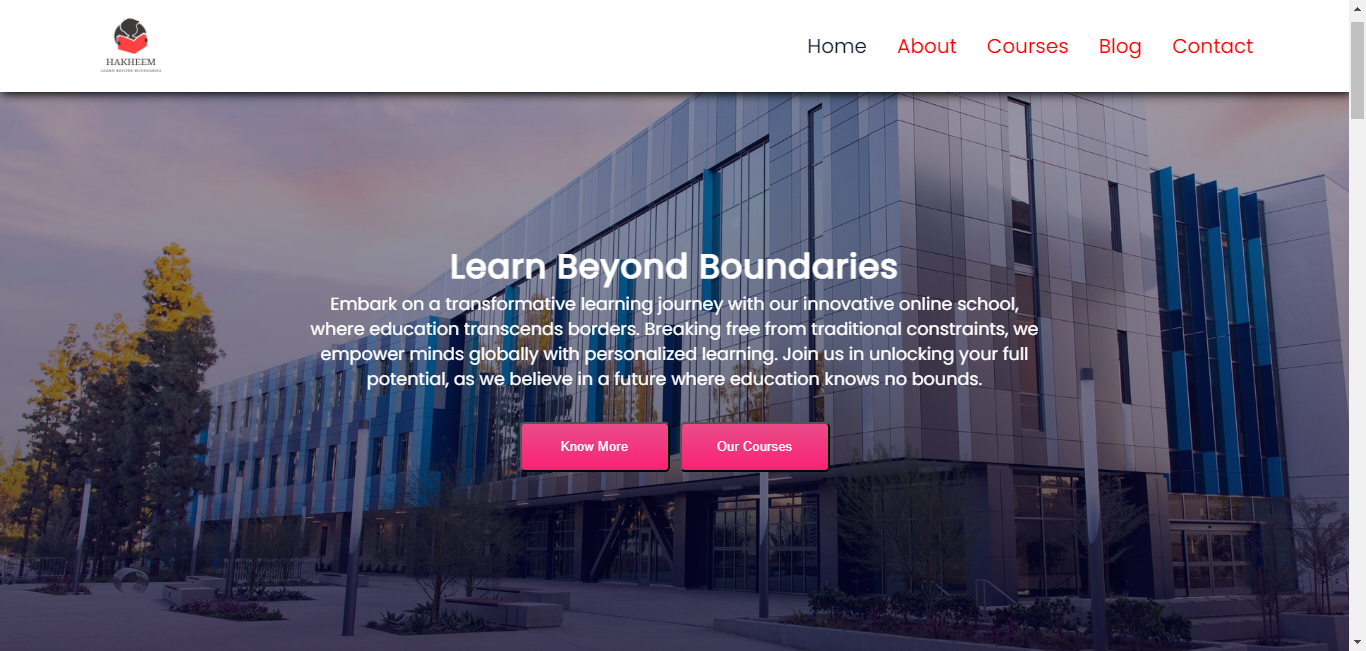 HAKHEEM
LEARN BEYOND BOUNDARIES
Home About Courses Blog Contact
Learn Beyond Boundaries
Embark on a transformative learning journey with our innovative online school,
where education transcends borders. Breaking free from traditional constraints, we
empower minds globally with personalized learning. Join us in unlocking your full
potential, as we believe in a future where education knows no bounds.
Know More Our Courses